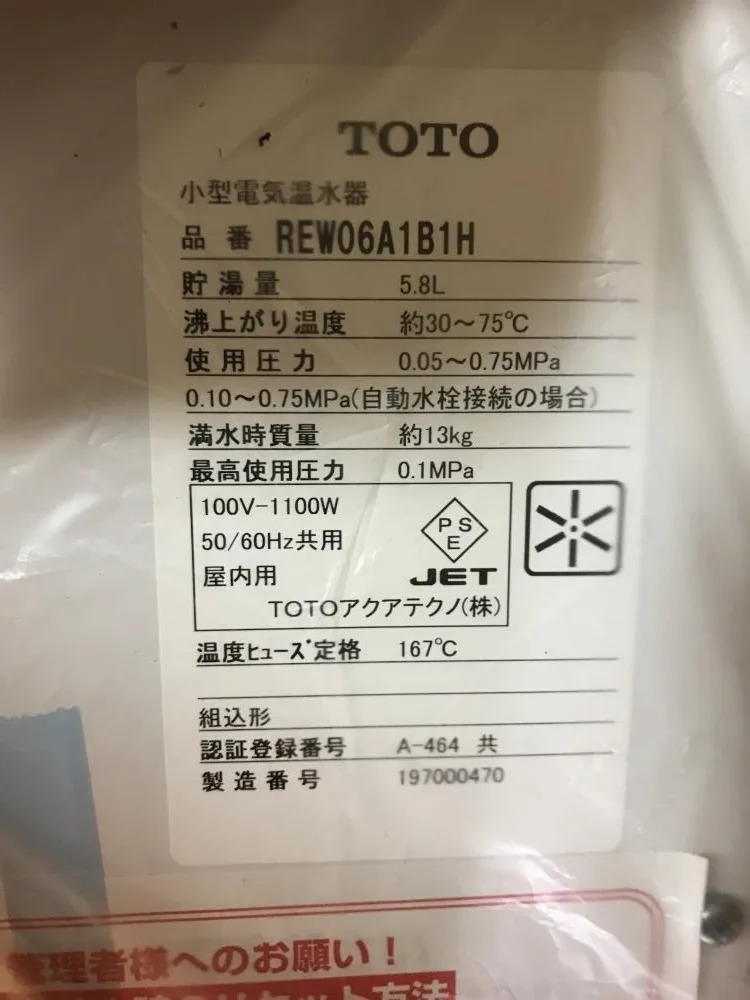 TOTO
小型電気温水器
品番 REW06A1B1H
貯湯量 5.8L
沸上がり温度 約30～75℃
使用圧力 0.05～0.75MPa
0.10～0.75MPa(自動水栓接続の場合)
満水時質量 約13kg
最高使用圧力 0.1MPa
100V-1100W
50/60Hz共用
屋内用
PSE
JET
TOTOアクアテクノ(株)
温度ヒューズ定格 167℃
組込形
認証登録番号 A-464 共
製造番号 197000470
管理者様へのお願い！